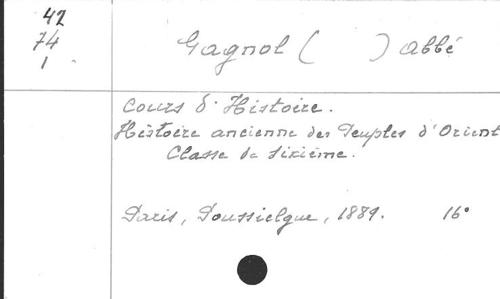 42
74
1
Gagnol (      ) abbé
Cours d'Histoire.
Histoire ancienne des Peuples d'Orient
Classe de Sixième.
Paris, Poussielgue, 1889.    16°